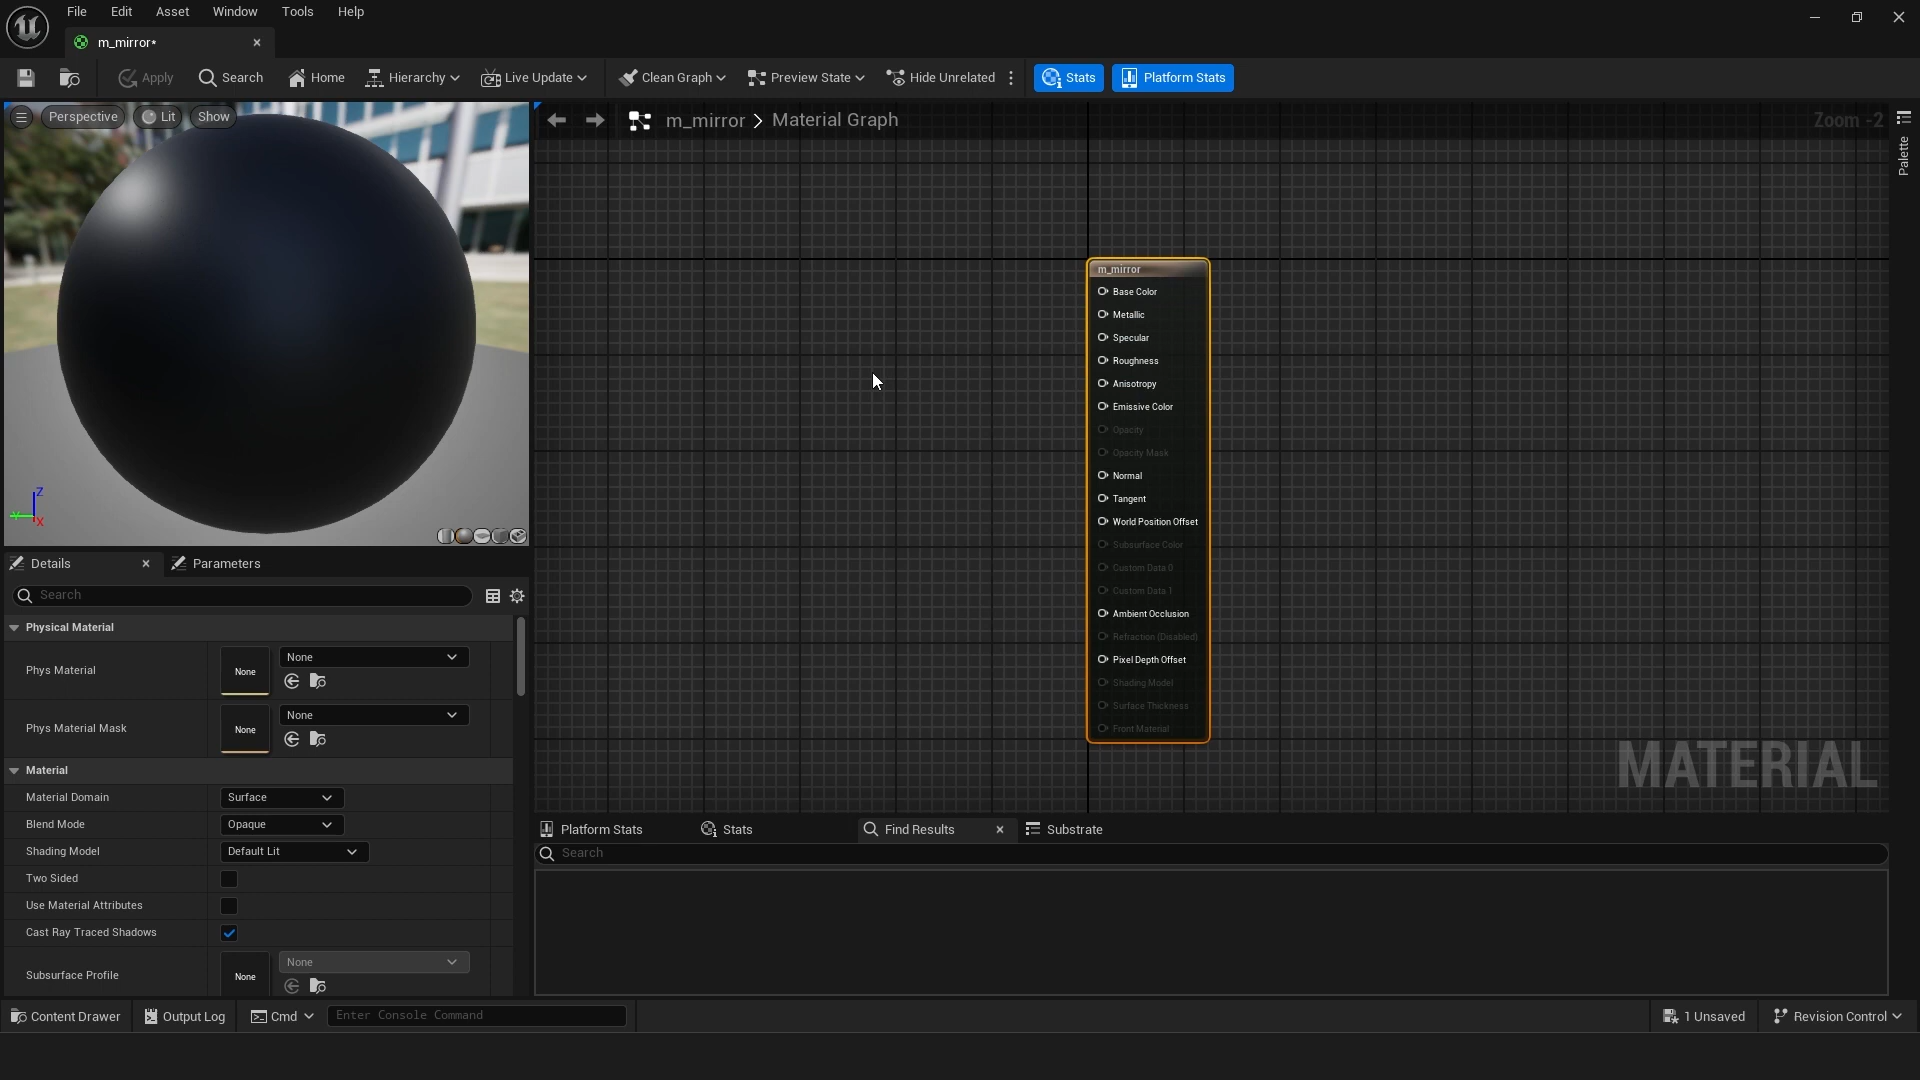 File Edit Asset Window Tools Help
m_mirror*
Apply Search Home Hierarchy Live Update Clean Graph Preview State Hide Unrelated Stats Platform Stats
Perspective Lit Show
m_mirror > Material Graph
Zoom -2
Palette
m_mirror
Base Color
Metallic
Specular
Roughness
Anisotropy
Emissive Color
Opacity
Opacity Mask
Normal
Tangent
World Position Offset
Subsurface Color
Custom Data 0
Custom Data 1
Ambient Occlusion
Refraction (Disabled)
Pixel Depth Offset
Shading Model
Surface Thickness
Front Material
MATERIAL
Z
Y
X
Details Parameters
Search
Physical Material
Phys Material None None
Phys Material Mask None None
Material
Material Domain Surface
Blend Mode Opaque
Shading Model Default Lit
Two Sided
Use Material Attributes
Cast Ray Traced Shadows
Subsurface Profile None None
Platform Stats Stats Find Results Substrate
Search
Content Drawer Output Log Cmd Enter Console Command 1 Unsaved Revision Control